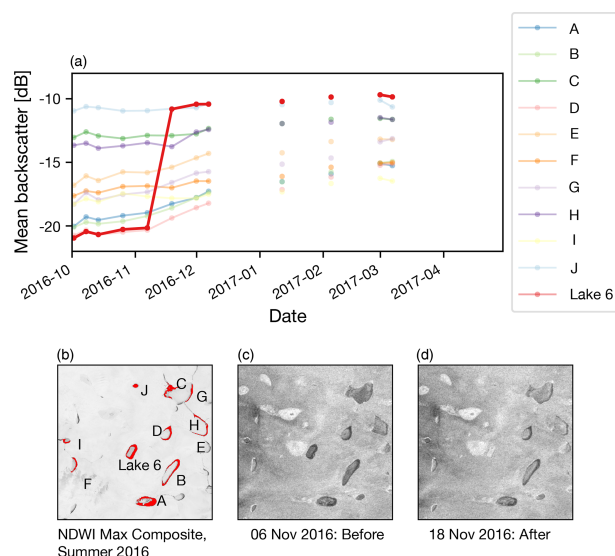 (a)
Mean backscatter [dB]
-10
-15
-20
2016-10
2016-11
2016-12
2017-01
2017-02
2017-03
2017-04
Date
A
B
C
D
E
F
G
H
I
J
Lake 6
(b)
J
C
G
H
D
E
I
Lake 6
B
F
A
NDWI Max Composite,
Summer 2016
(c)
06 Nov 2016: Before
(d)
18 Nov 2016: After